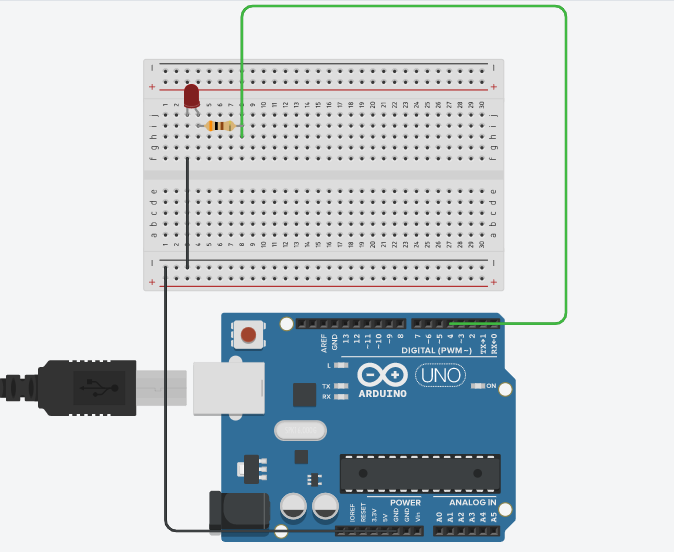 − −
+ +
1 2 3 4 5 6 7 8 9 10 11 12 13 14 15 16 17 18 19 20 21 22 23 24 25 26 27 28 29 30
j j
i i
h h
g g
f f
e e
d d
c c
b b
a a
1 2 3 4 5 6 7 8 9 10 11 12 13 14 15 16 17 18 19 20 21 22 23 24 25 26 27 28 29 30
− −
+ +
AREF GND 13 12 ~11 ~10 ~9 8 7 ~6 ~5 4 ~3 2 TX→1 RX←0
DIGITAL (PWM~)
L
TX
RX
UNO
ON
ARDUINO
POWER ANALOG IN
IOREF RESET 3.3V 5V GND GND Vin A0 A1 A2 A3 A4 A5